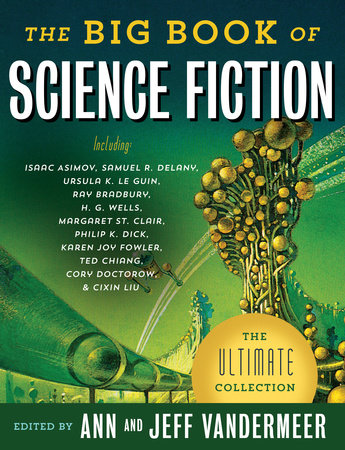 THE BIG BOOK OF
SCIENCE FICTION
Including:
ISAAC ASIMOV, SAMUEL R. DELANY,
URSULA K. LE GUIN,
RAY BRADBURY,
H. G. WELLS,
MARGARET ST. CLAIR,
PHILIP K. DICK,
KAREN JOY FOWLER,
TED CHIANG,
CORY DOCTOROW,
& CIXIN LIU
THE
ULTIMATE
COLLECTION
EDITED BY ANN AND JEFF VANDERMEER